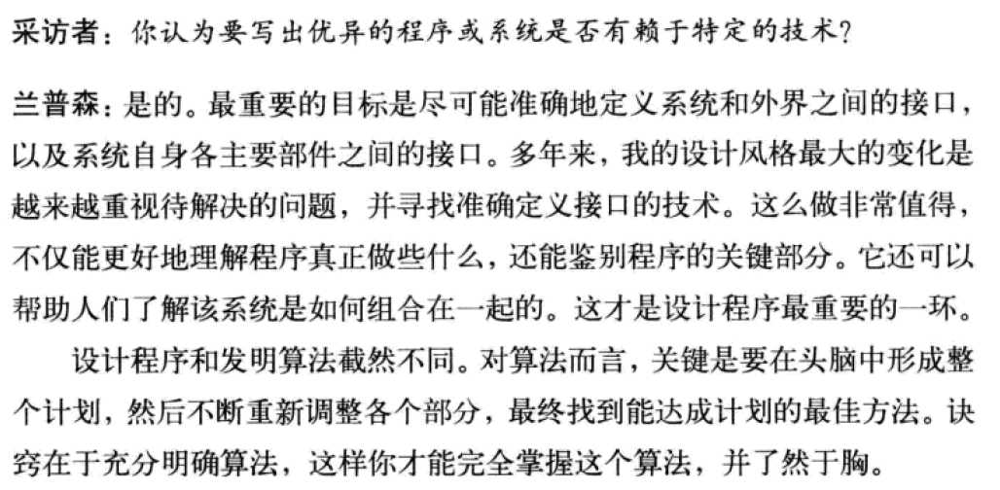 采访者：你认为要写出优异的程序或系统是否有赖于特定的技术？
兰普森：是的。最重要的目标是尽可能准确地定义系统和外界之间的接口，
以及系统自身各主要部件之间的接口。多年来，我的设计风格最大的变化是
越来越重视待解决的问题，并寻找准确定义接口的技术。这么做非常值得，
不仅能更好地理解程序真正做些什么，还能鉴别程序的关键部分。它还可以
帮助人们了解该系统是如何组合在一起的。这才是设计程序最重要的一环。
设计程序和发明算法截然不同。对算法而言，关键是要在头脑中形成整
个计划，然后不断重新调整各个部分，最终找到能达成计划的最佳方法。诀
窍在于充分明确算法，这样你才能完全掌握这个算法，并了然于胸。